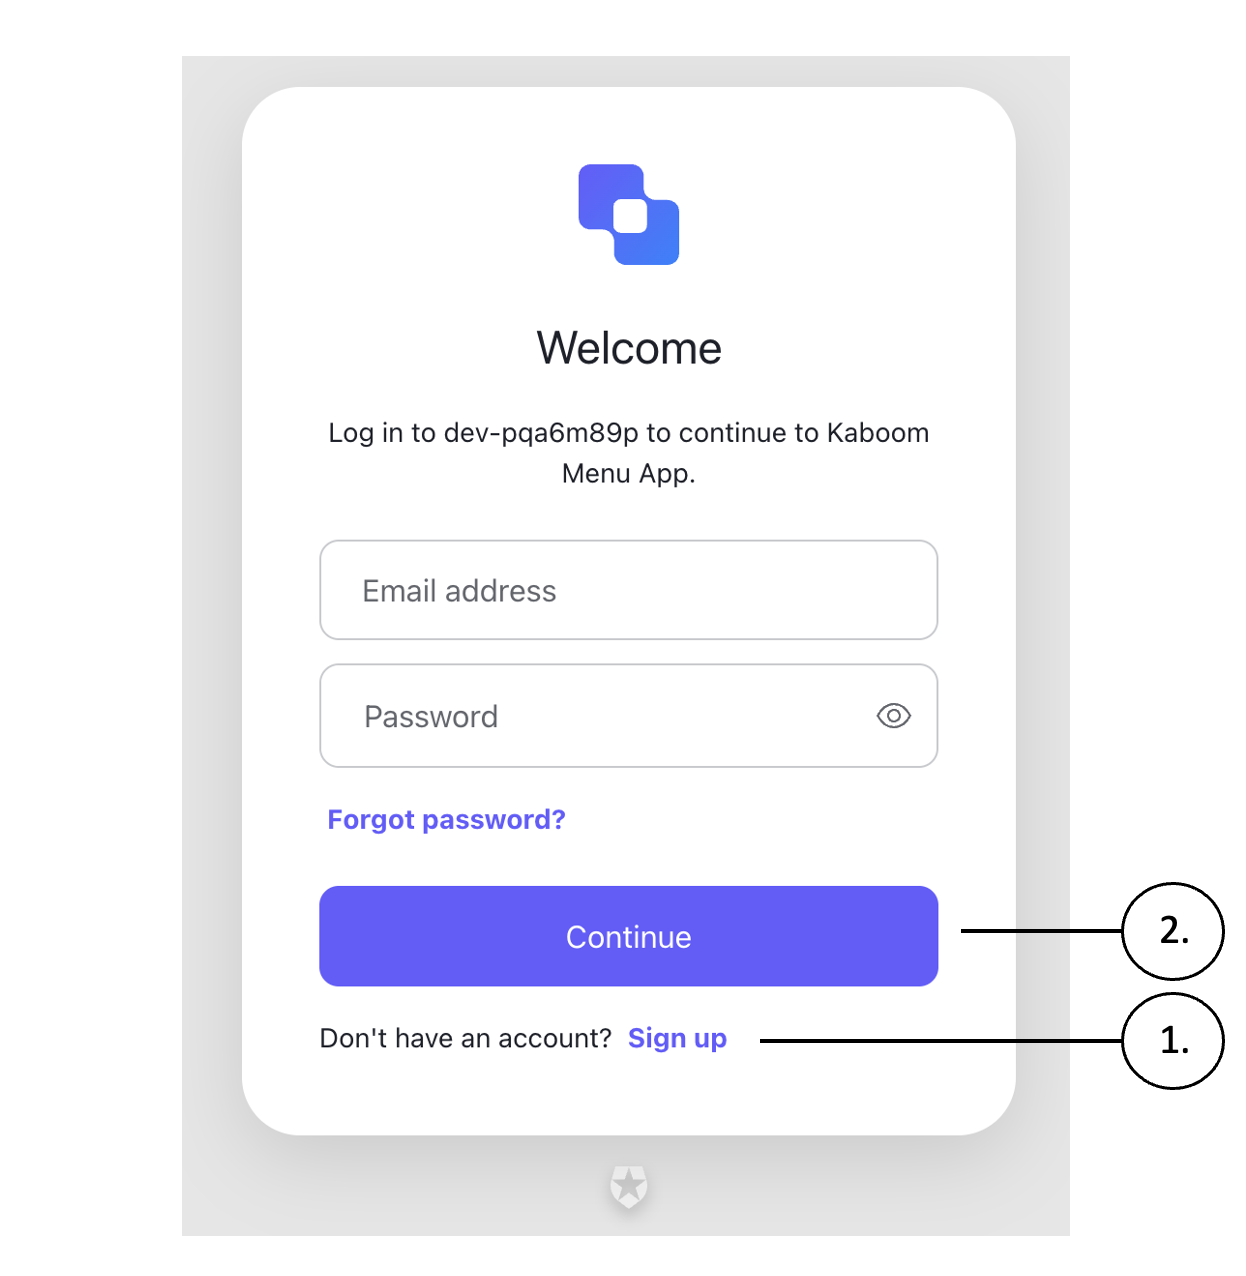 Welcome
Log in to dev-pqa6m89p to continue to Kaboom
Menu App.
Email address
Password
Forgot password?
Continue
2.
Don't have an account? Sign up
1.